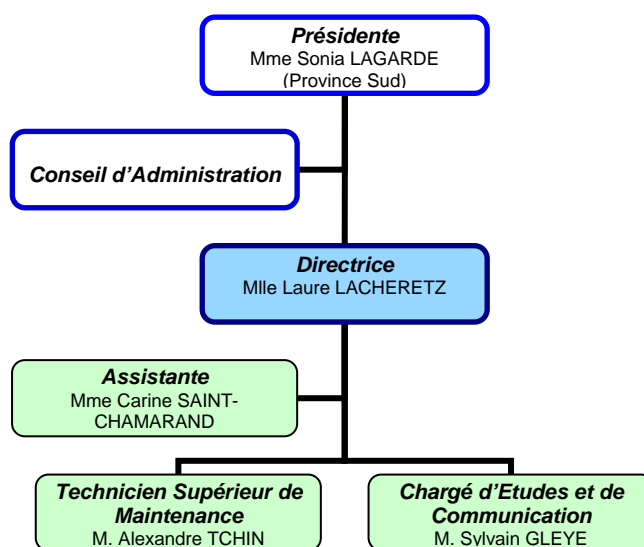 Présidente
Mme Sonia LAGARDE
(Province Sud)
Conseil d'Administration
Directrice
Mlle Laure LACHERETZ
Assistante
Mme Carine SAINT-
CHAMARAND
Technicien Supérieur de
Maintenance
M. Alexandre TCHIN
Chargé d'Etudes et de
Communication
M. Sylvain GLEYE